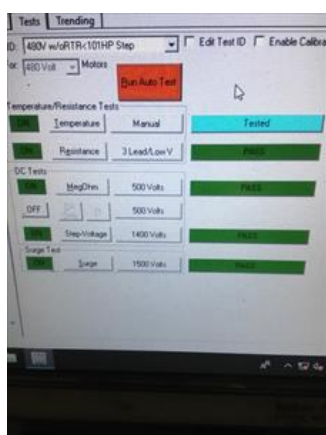 Tests Trending
ID: 480V w/oRTR<101HP Step Edit Test ID Enable Calibra
or: 480 Volt Motors
Run Auto Test
Temperature/Resistance Tests
ON Temperature Manual Tested
ON Resistance 3 Lead/Low V PASS
DC Tests
ON MegOhm 500 Volts PASS
OFF 500 Volts
ON Step-Voltage 1400 Volts PASS
Surge Test
ON Surge 1500 Volts PASS